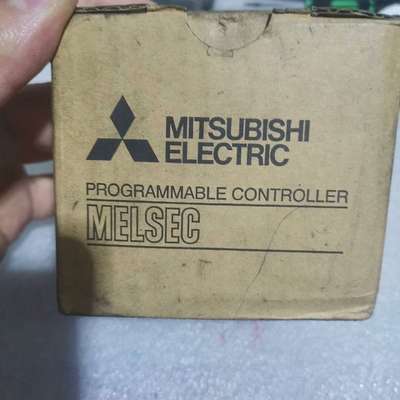 MITSUBISHI
ELECTRIC
PROGRAMMABLE CONTROLLER
MELSEC